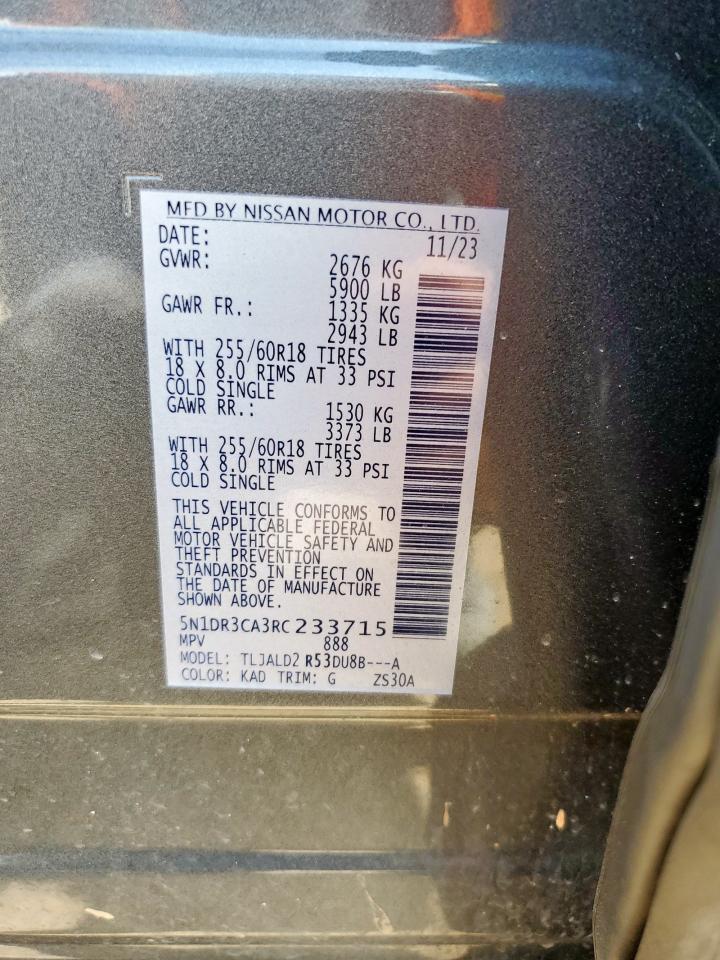 MFD BY NISSAN MOTOR CO., LTD.
DATE: 11/23
GVWR: 2676 KG
5900 LB
GAWR FR.: 1335 KG
2943 LB
WITH 255/60R18 TIRES
18 X 8.0 RIMS AT 33 PSI
COLD SINGLE
GAWR RR.: 1530 KG
3373 LB
WITH 255/60R18 TIRES
18 X 8.0 RIMS AT 33 PSI
COLD SINGLE
THIS VEHICLE CONFORMS TO
ALL APPLICABLE FEDERAL
MOTOR VEHICLE SAFETY AND
THEFT PREVENTION
STANDARDS IN EFFECT ON
THE DATE OF MANUFACTURE
SHOWN ABOVE.
5N1DR3CA3RC233715
MPV 888
MODEL: TLJALD2 R53DU8B---A
COLOR: KAD TRIM: G ZS30A